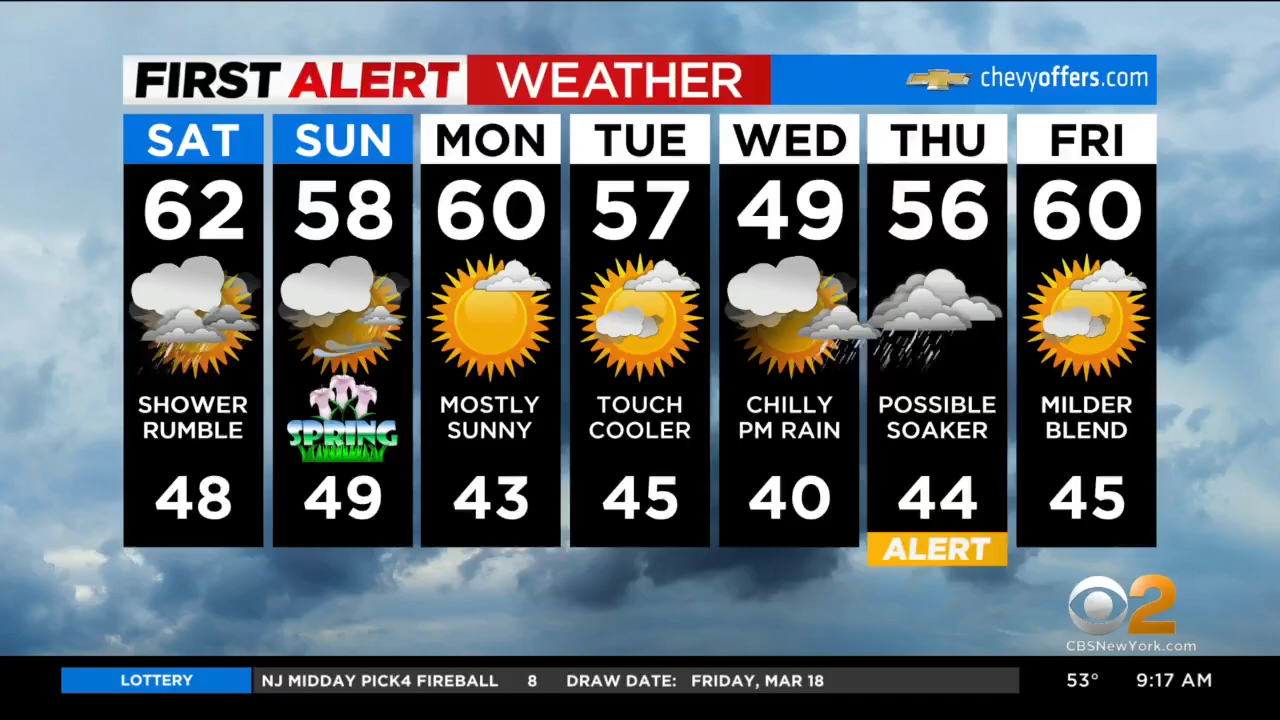 FIRST ALERT WEATHER
chevyoffers.com
SAT SUN MON TUE WED THU FRI
62 58 60 57 49 56 60
SHOWER RUMBLE
SPRING
MOSTLY SUNNY
TOUCH COOLER
CHILLY PM RAIN
POSSIBLE SOAKER
MILDER BLEND
48 49 43 45 40 44 45
ALERT
2
CBSNewYork.com
LOTTERY NJ MIDDAY PICK4 FIREBALL 8 DRAW DATE: FRIDAY, MAR 18 53° 9:17 AM